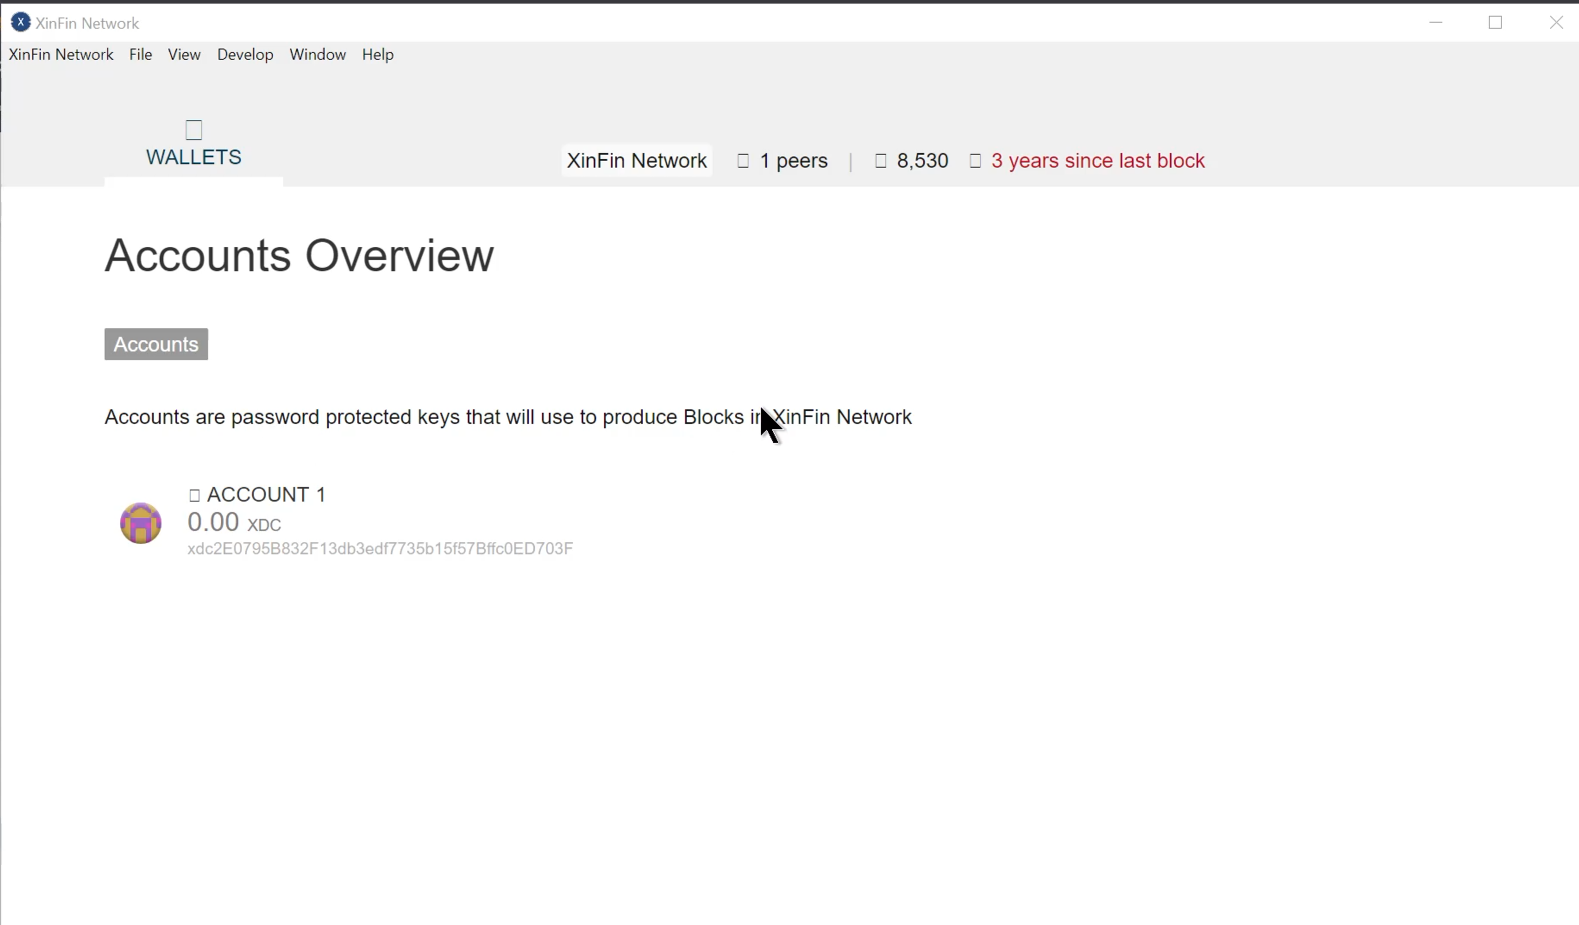 XinFin Network
XinFin Network File View Develop Window Help
WALLETS
XinFin Network 1 peers | 8,530 3 years since last block
Accounts Overview
Accounts
Accounts are password protected keys that will use to produce Blocks in XinFin Network
ACCOUNT 1
0.00 XDC
xdc2E0795B832F13db3edf7735b15f57Bffc0ED703F